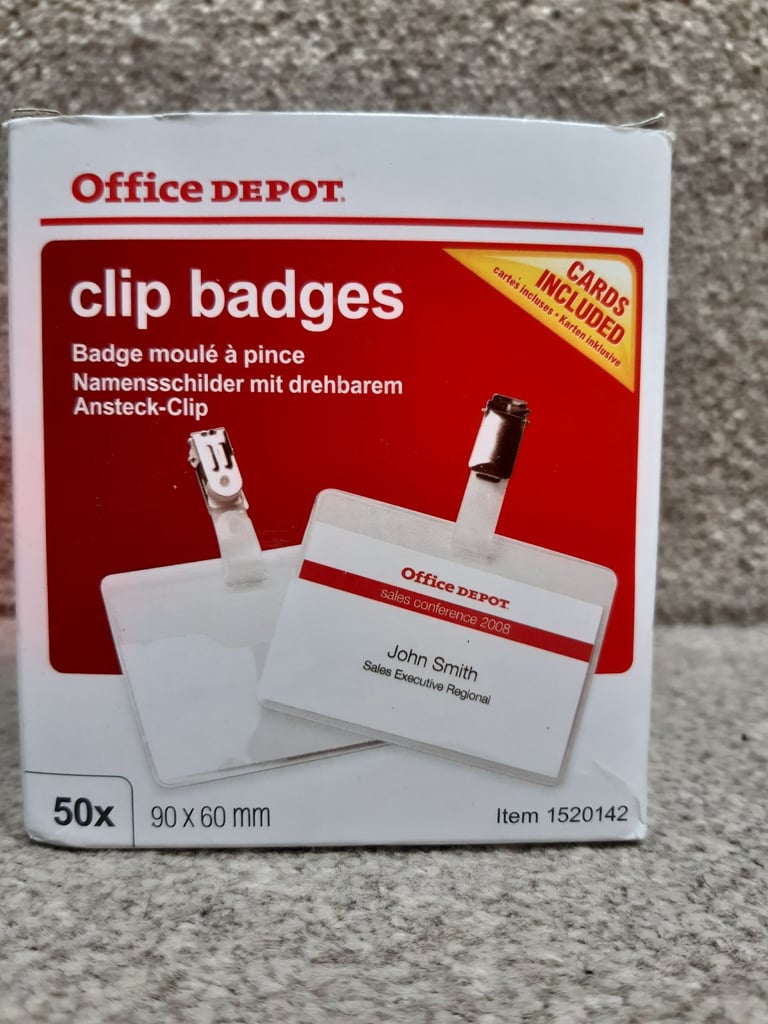 Office DEPOT.
clip badges
Badge moulé à pince
Namensschilder mit drehbarem
Ansteck-Clip
CARDS
INCLUDED
cartes incluses • Karten inklusive
Office DEPOT
sales conference 2008
John Smith
Sales Executive Regional
50x
90 x 60 mm
Item 1520142